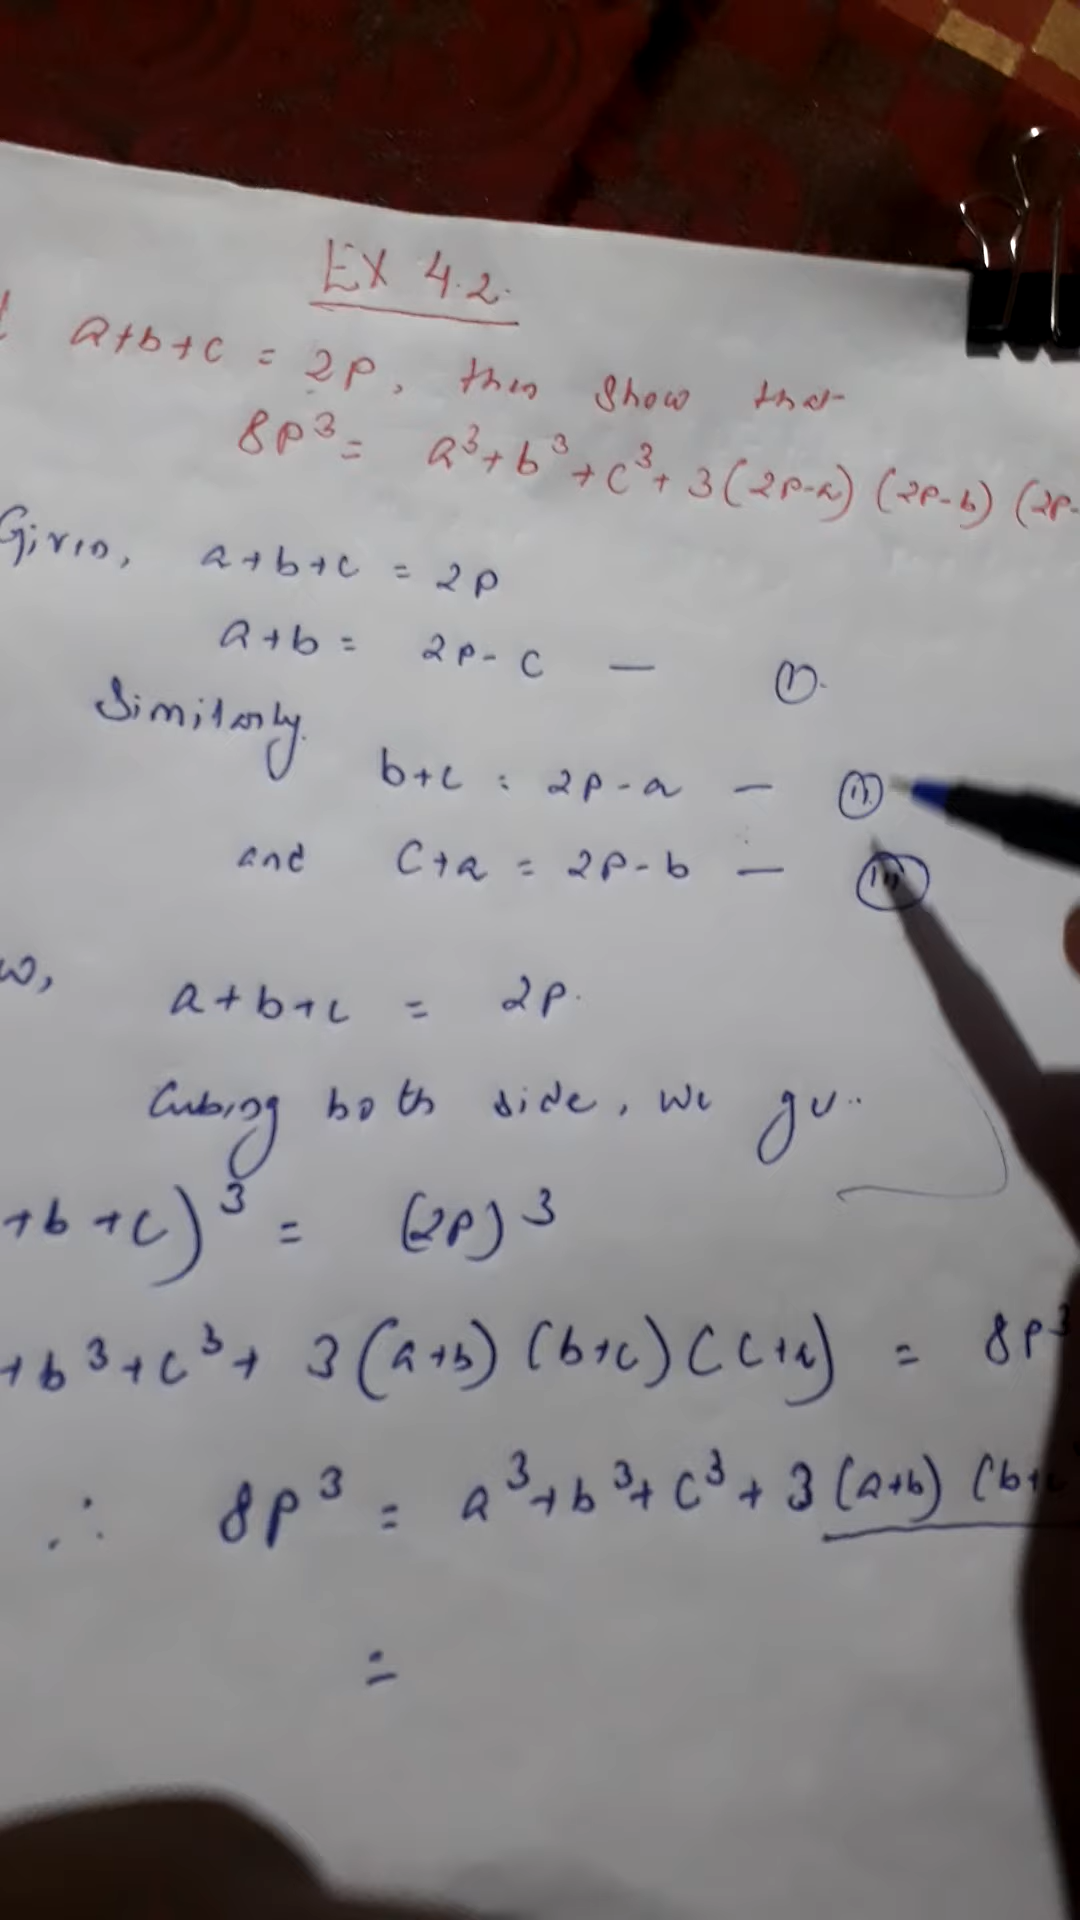 EX 4.2.
a+b+c = 2p, then show that
8p³ = a³+b³+c³+ 3(2p-a) (2p-b) (2p-
Given, a+b+c = 2p
a+b = 2p-c — (i).
Similarly
b+c = 2p-a — (ii)
and c+a = 2p-b — (iii)
w, a+b+c = 2p.
Cubing both side, we
+b+c)³ = (2p)³
+b³+c³+ 3(a+b) (b+c) (c+a) = 8p³
∴ 8p³ = a³+b³+c³+3(a+b) (b+c
=